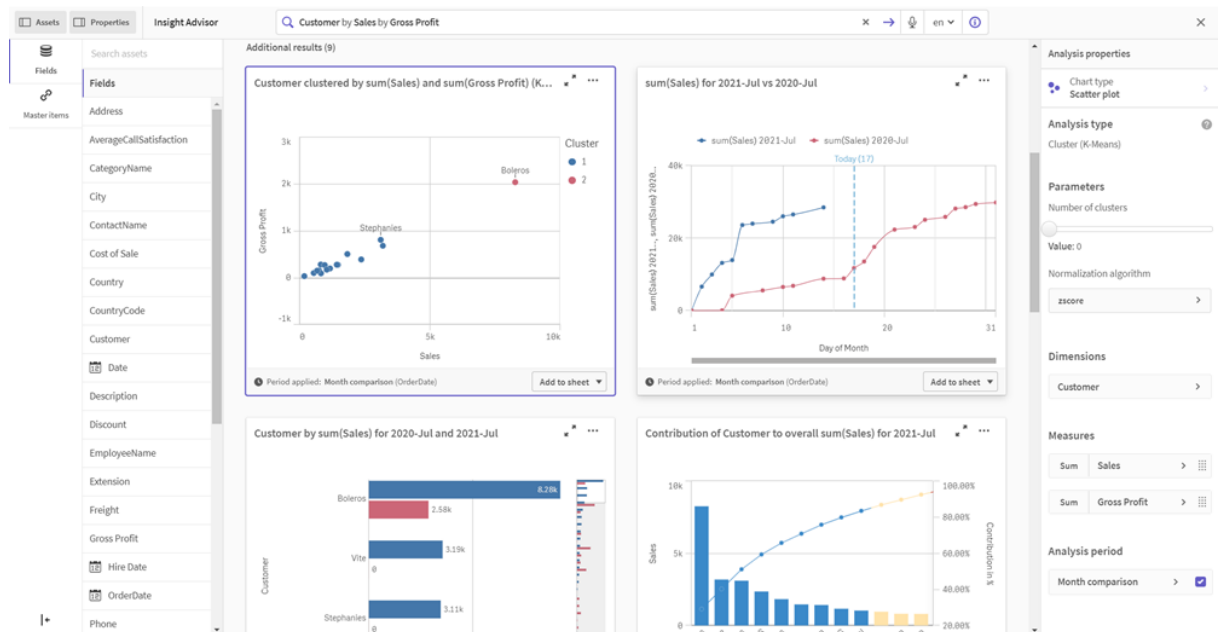 Assets
Properties
Insight Advisor
Customer by Sales by Gross Profit
en
Fields
Master items
Search assets
Fields
Address
AverageCallSatisfaction
CategoryName
City
ContactName
Cost of Sale
Country
CountryCode
Customer
Date
Description
Discount
EmployeeName
Extension
Freight
Gross Profit
Hire Date
OrderDate
Phone
Additional results (9)
Customer clustered by sum(Sales) and sum(Gross Profit) (K...
3k
2k
1k
0
-1k
Gross Profit
Boleros
Stephanies
Cluster
1
2
0
5k
10k
Sales
Period applied: Month comparison (OrderDate)
Add to sheet
sum(Sales) for 2021-Jul vs 2020-Jul
sum(Sales) 2021-Jul
sum(Sales) 2020-Jul
Today (17)
40k
20k
0
sum(Sales) 2021..., sum(Sales) 2020...
1
10
20
31
Day of Month
Period applied: Month comparison (OrderDate)
Add to sheet
Customer by sum(Sales) for 2020-Jul and 2021-Jul
Customer
Boleros
8.28k
2.58k
Vite
3.19k
0
Stephanies
3.11k
0
Contribution of Customer to overall sum(Sales) for 2021-Jul
10k
5k
Sales
100.00%
80.00%
60.00%
40.00%
20.00%
Contribution in %
Analysis properties
Chart type
Scatter plot
Analysis type
Cluster (K-Means)
Parameters
Number of clusters
Value: 0
Normalization algorithm
zscore
Dimensions
Customer
Measures
Sum Sales
Sum Gross Profit
Analysis period
Month comparison